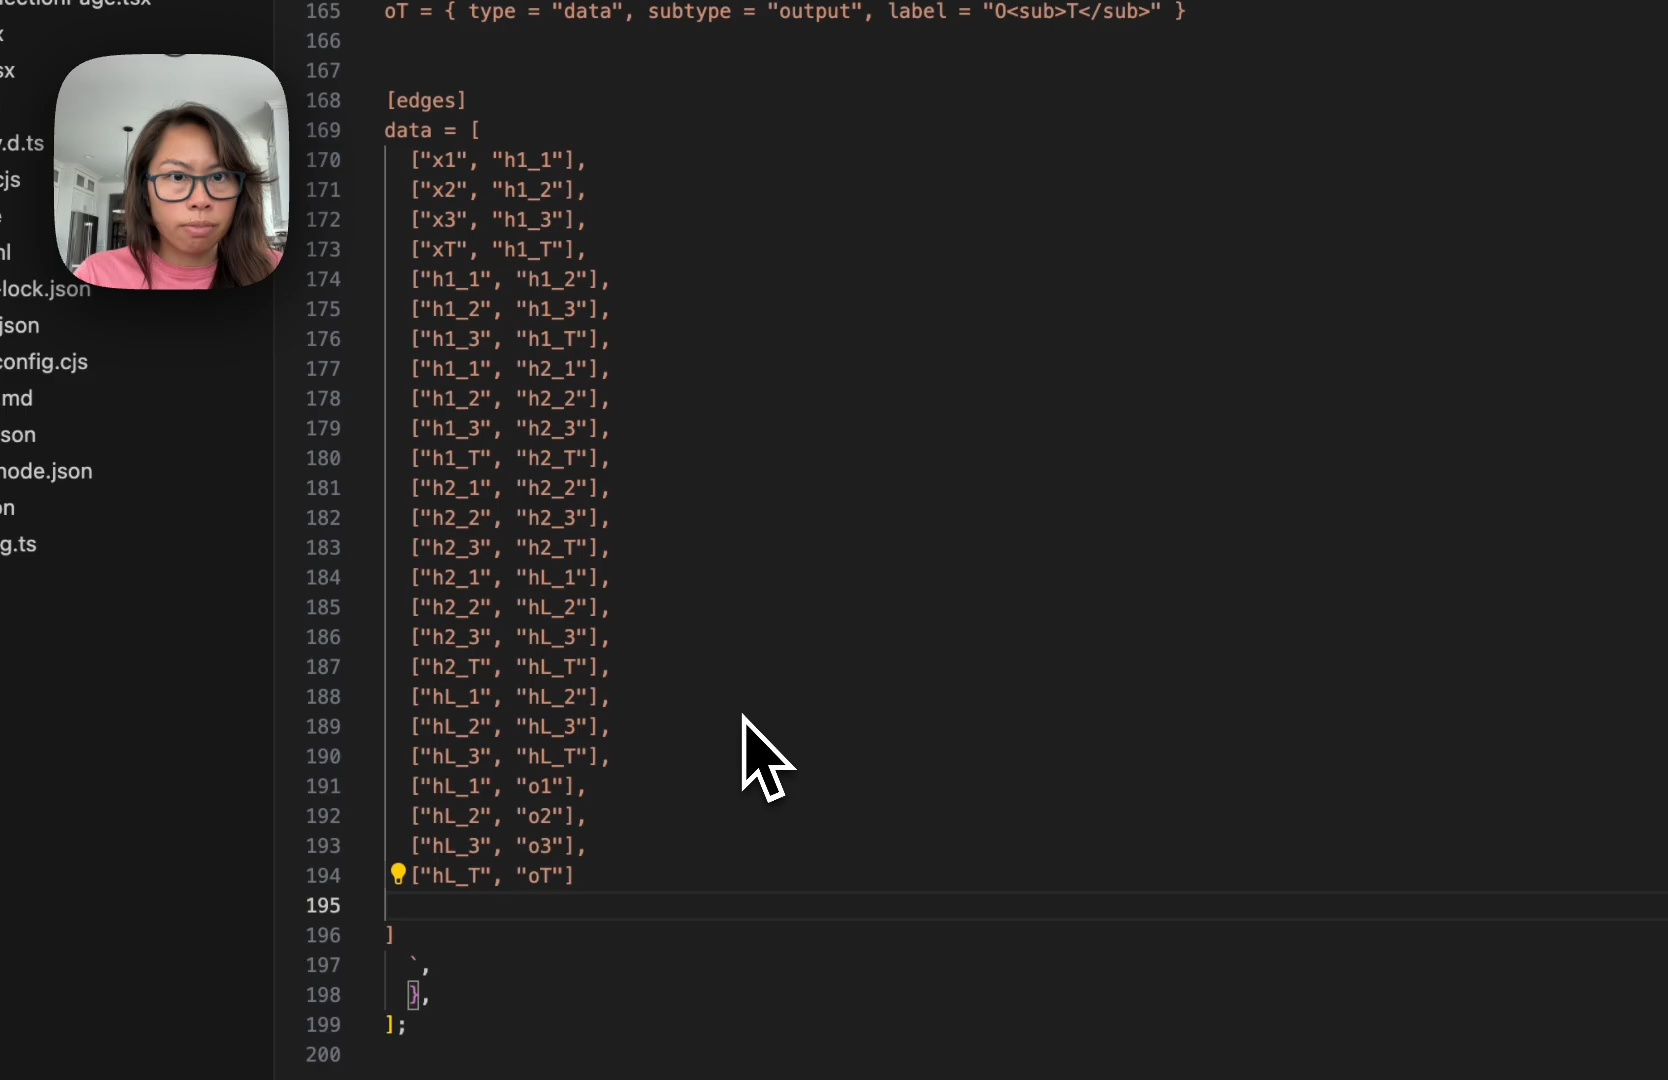 ectionPage.tsx
x
sx
.d.ts
cjs
e
nl
-lock.json
json
config.cjs
md
son
node.json
on
g.ts
165 oT = { type = "data", subtype = "output", label = "O<sub>T</sub>" }
166
167
168 [edges]
169 data = [
170 ["x1", "h1_1"],
171 ["x2", "h1_2"],
172 ["x3", "h1_3"],
173 ["xT", "h1_T"],
174 ["h1_1", "h1_2"],
175 ["h1_2", "h1_3"],
176 ["h1_3", "h1_T"],
177 ["h1_1", "h2_1"],
178 ["h1_2", "h2_2"],
179 ["h1_3", "h2_3"],
180 ["h1_T", "h2_T"],
181 ["h2_1", "h2_2"],
182 ["h2_2", "h2_3"],
183 ["h2_3", "h2_T"],
184 ["h2_1", "hL_1"],
185 ["h2_2", "hL_2"],
186 ["h2_3", "hL_3"],
187 ["h2_T", "hL_T"],
188 ["hL_1", "hL_2"],
189 ["hL_2", "hL_3"],
190 ["hL_3", "hL_T"],
191 ["hL_1", "o1"],
192 ["hL_2", "o2"],
193 ["hL_3", "o3"],
194 ["hL_T", "oT"]
195
196 ]
197 `,
198 },
199 ];
200